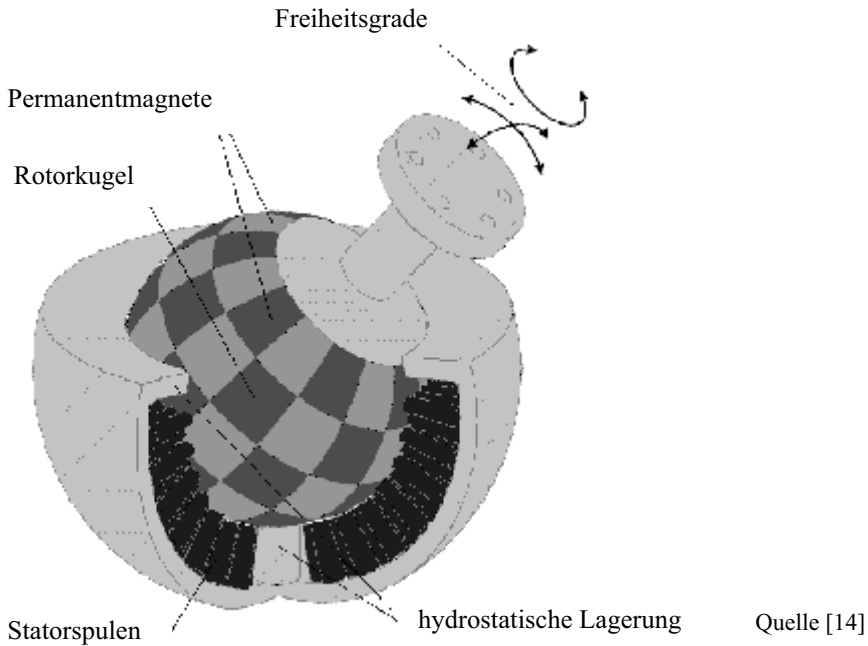 Freiheitsgrade
Permanentmagnete
Rotorkugel
Statorspulen
hydrostatische Lagerung
Quelle [14]